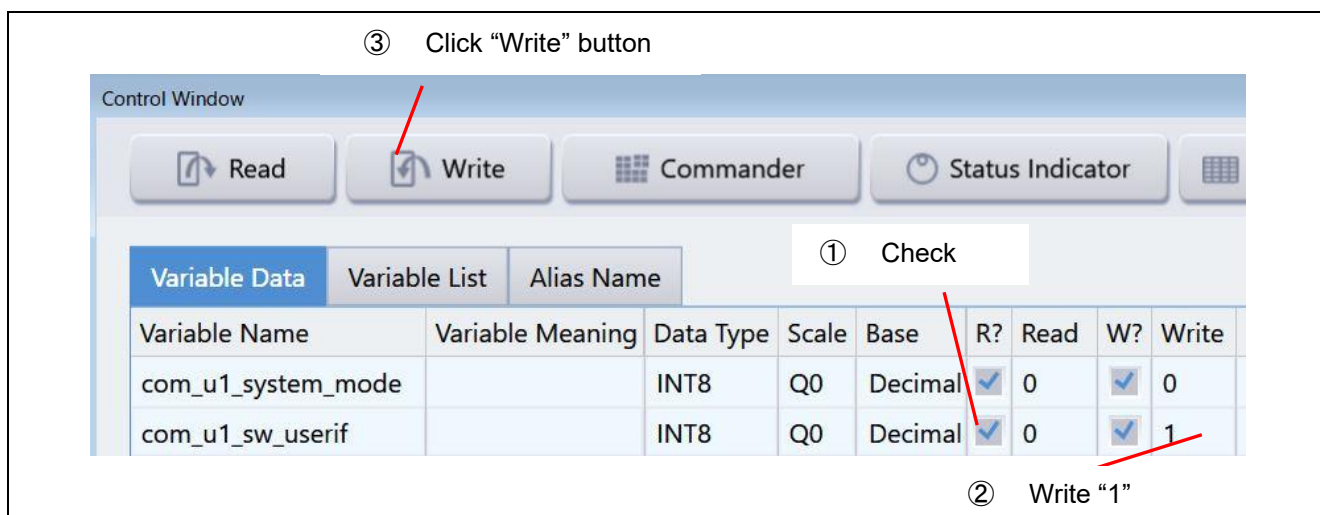 ③ Click “Write” button
Control Window
Read Write Commander Status Indicator
① Check
Variable Data Variable List Alias Name
Variable Name Variable Meaning Data Type Scale Base R? Read W? Write
com_u1_system_mode INT8 Q0 Decimal 0 0
com_u1_sw_userif INT8 Q0 Decimal 0 1
② Write “1”